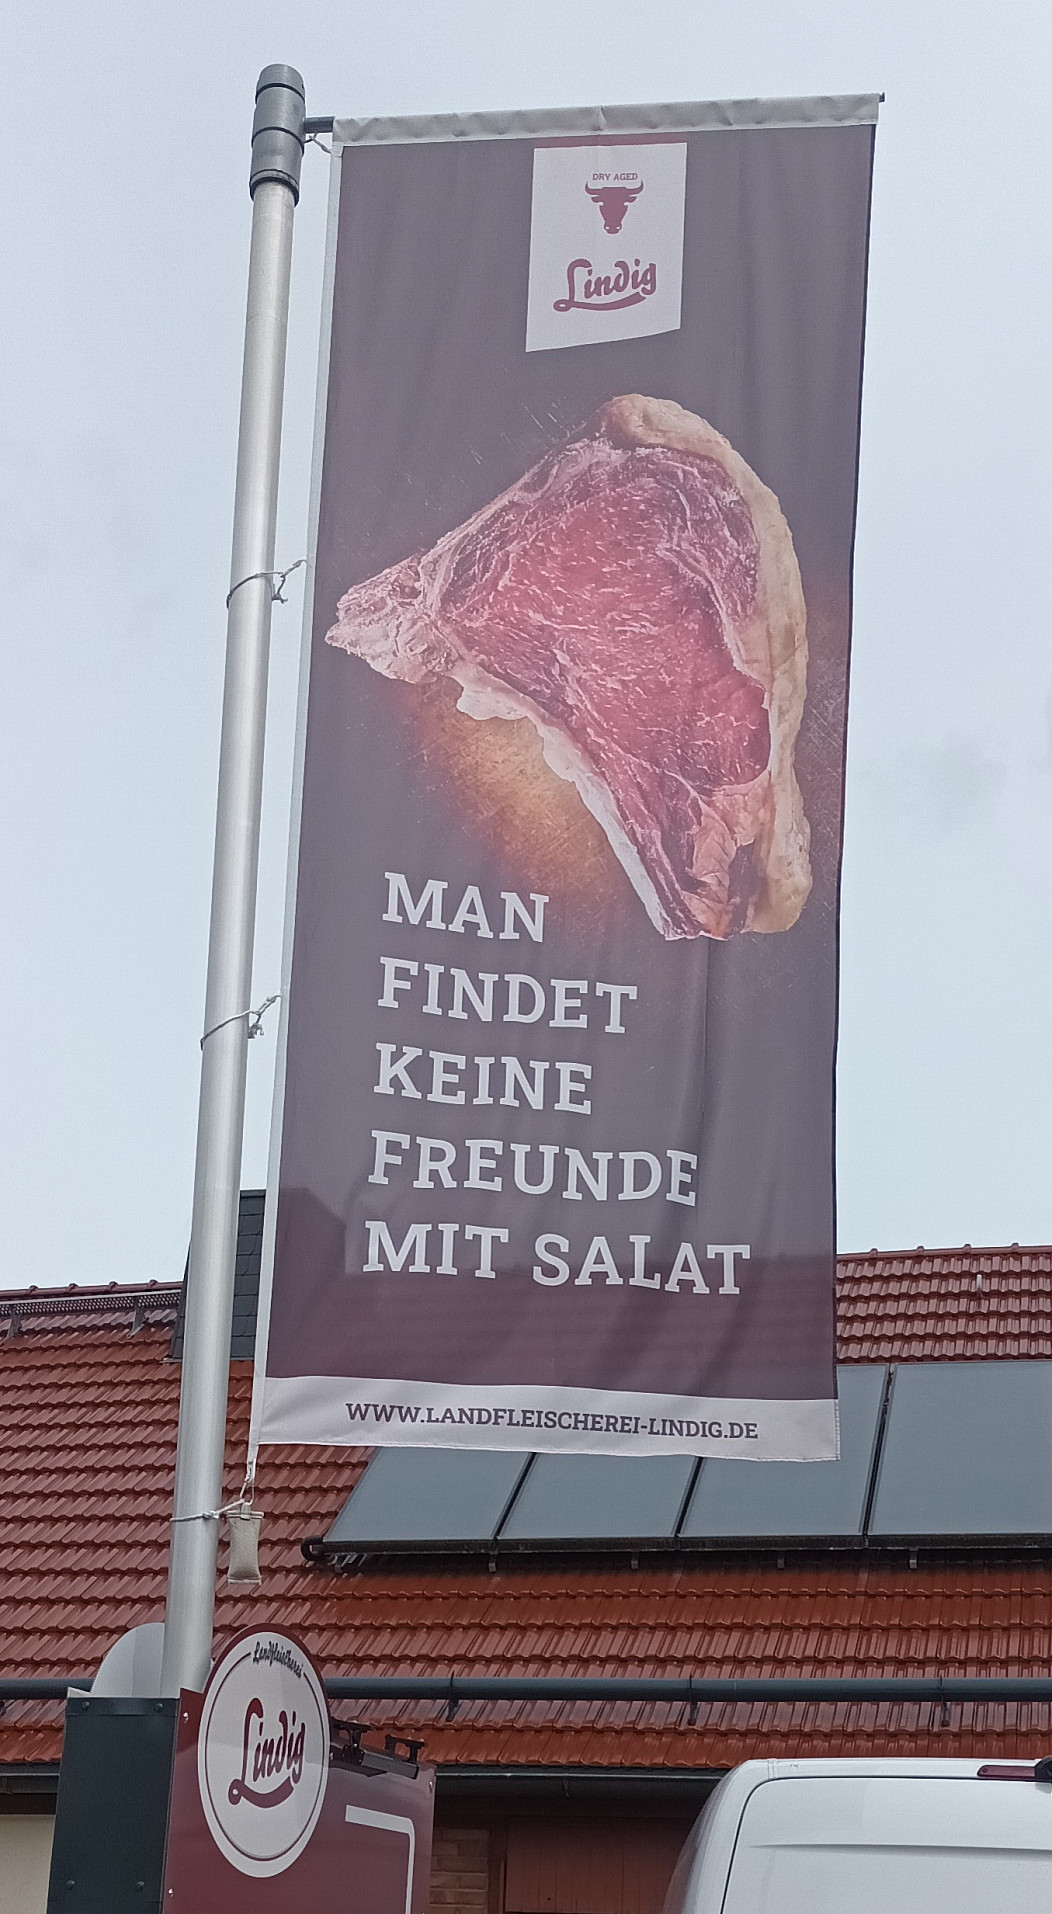 DRY AGED
Lindig
MAN
FINDET
KEINE
FREUNDE
MIT SALAT
WWW.LANDFLEISCHEREI-LINDIG.DE
Landfleischerei
Lindig